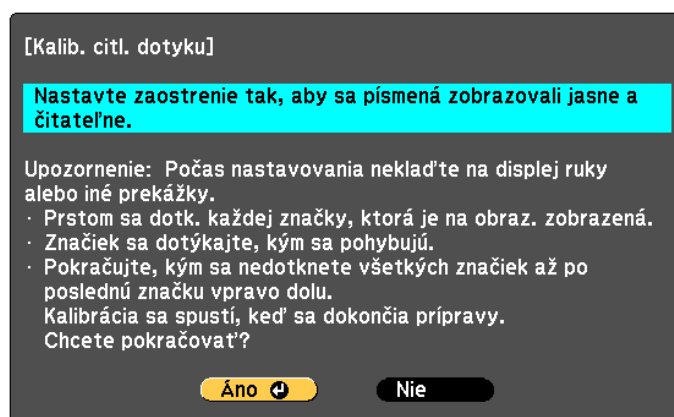 [Kalib. citl. dotyku]
Nastavte zaostrenie tak, aby sa písmená zobrazovali jasne a
čitateľne.
Upozornenie: Počas nastavovania neklaďte na displej ruky
alebo iné prekážky.
· Prstom sa dotk. každej značky, ktorá je na obraz. zobrazená.
· Značiek sa dotýkajte, kým sa pohybujú.
· Pokračujte, kým sa nedotknete všetkých značiek až po
poslednú značku vpravo dolu.
Kalibrácia sa spustí, keď sa dokončia prípravy.
Chcete pokračovať?
Áno Nie